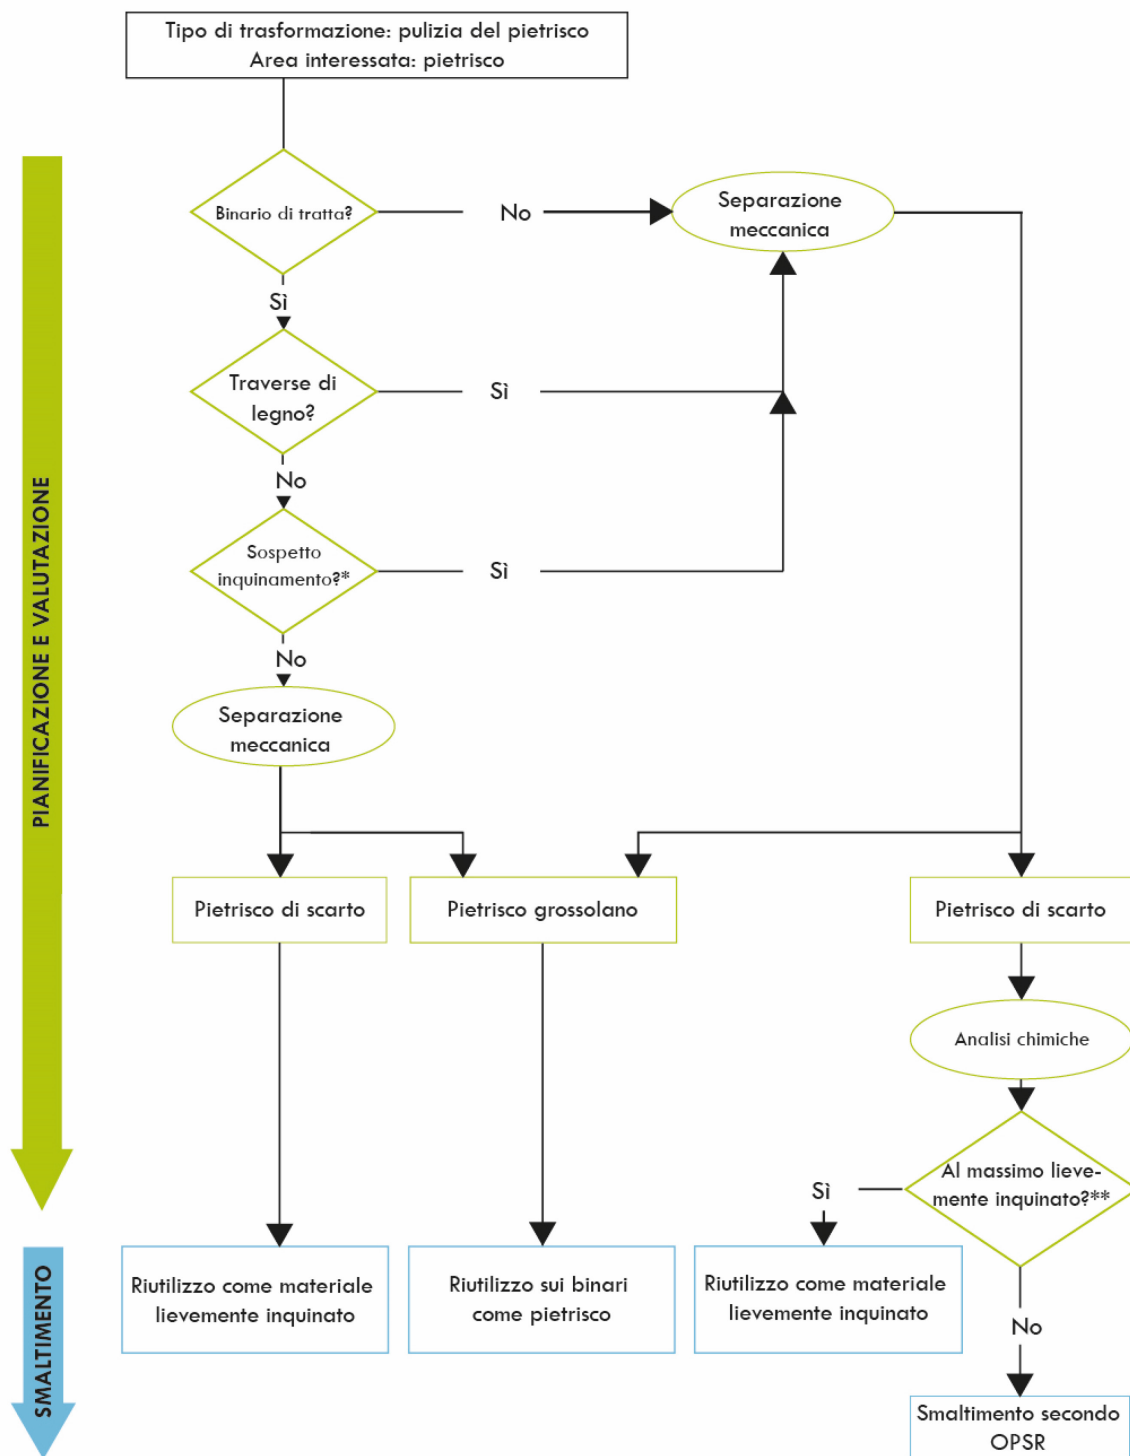 Tipo di trasformazione: pulizia del pietrisco
Area interessata: pietrisco
Binario di tratta?
No
Separazione
meccanica
Sì
Traverse di
legno?
Sì
No
Sospetto
inquinamento?*
Sì
No
Separazione
meccanica
PIANIFICAZIONE E VALUTAZIONE
Pietrisco di scarto
Pietrisco grossolano
Pietrisco di scarto
Analisi chimiche
Al massimo lieve-
mente inquinato?**
Sì
No
SMALTIMENTO
Riutilizzo come materiale
lievemente inquinato
Riutilizzo sui binari
come pietrisco
Riutilizzo come materiale
lievemente inquinato
Smaltimento secondo
OPSR